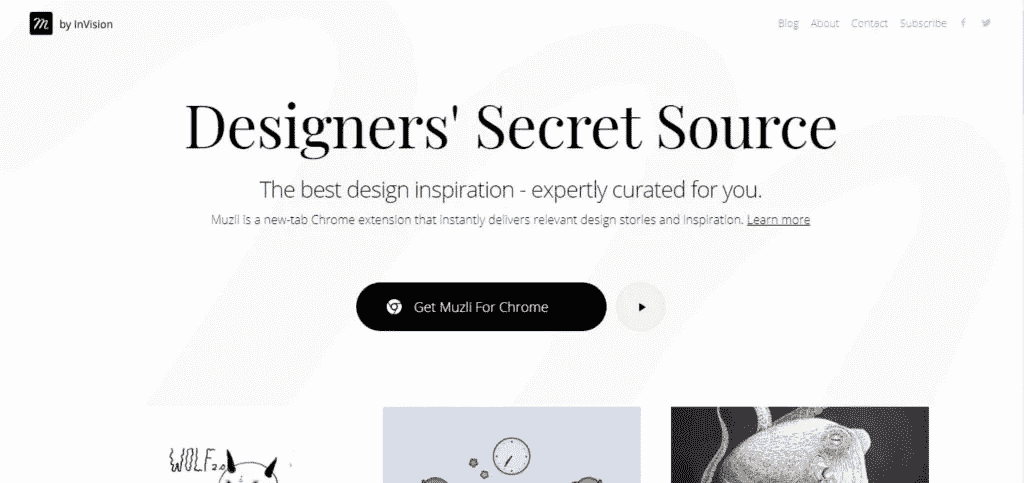 by InVision
Blog About Contact Subscribe
Designers' Secret Source
The best design inspiration - expertly curated for you.
Muzli is a new-tab Chrome extension that instantly delivers relevant design stories and inspiration. Learn more
Get Muzli For Chrome
WOLF 2.0